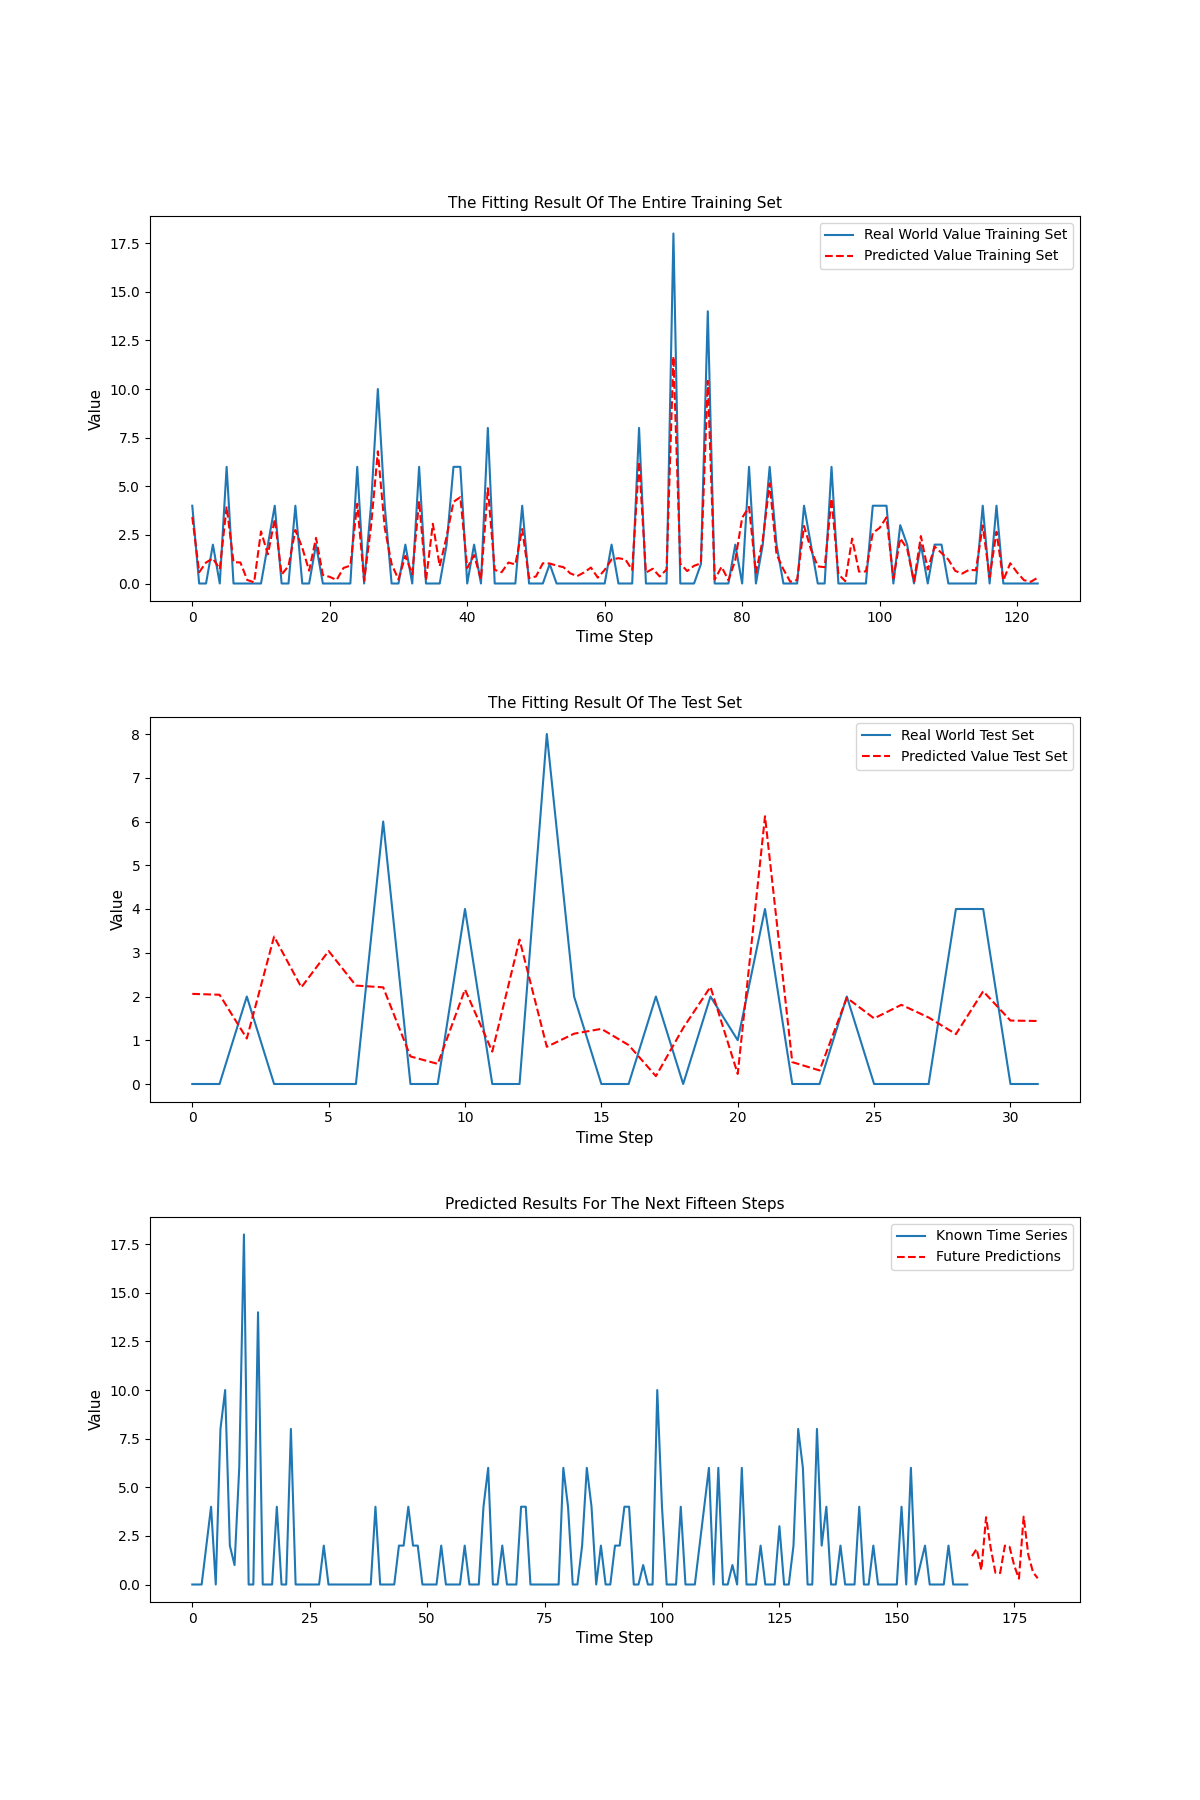 The Fitting Result Of The Entire Training Set
Real World Value Training Set
Predicted Value Training Set
Value
17.5
15.0
12.5
10.0
7.5
5.0
2.5
0.0
0 20 40 60 80 100 120
Time Step
The Fitting Result Of The Test Set
Real World Test Set
Predicted Value Test Set
Value
8
7
6
5
4
3
2
1
0
0 5 10 15 20 25 30
Time Step
Predicted Results For The Next Fifteen Steps
Known Time Series
Future Predictions
Value
17.5
15.0
12.5
10.0
7.5
5.0
2.5
0.0
0 25 50 75 100 125 150 175
Time Step